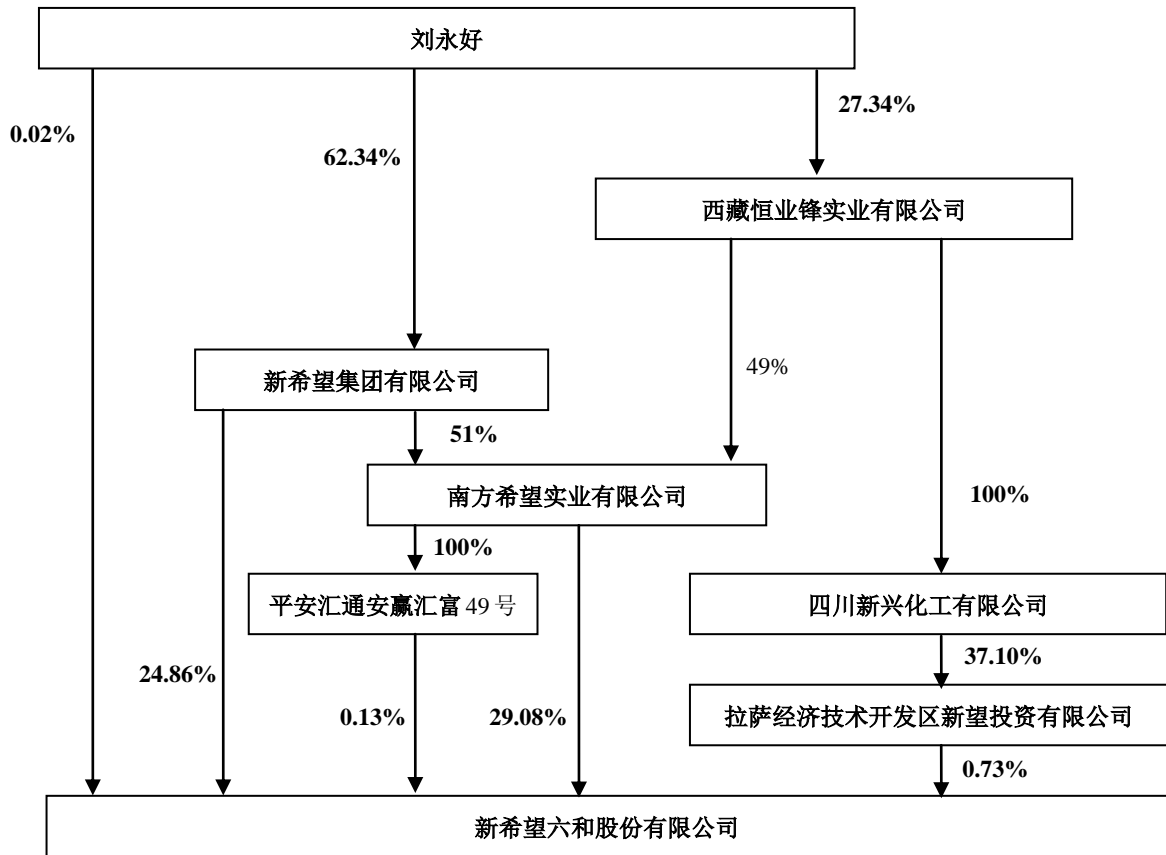 刘永好
27.34%
0.02%
62.34%
西藏恒业锋实业有限公司
49%
新希望集团有限公司
51%
南方希望实业有限公司
100%
100%
平安汇通安赢汇富 49 号
四川新兴化工有限公司
37.10%
24.86%
0.13%
29.08%
拉萨经济技术开发区新望投资有限公司
0.73%
新希望六和股份有限公司